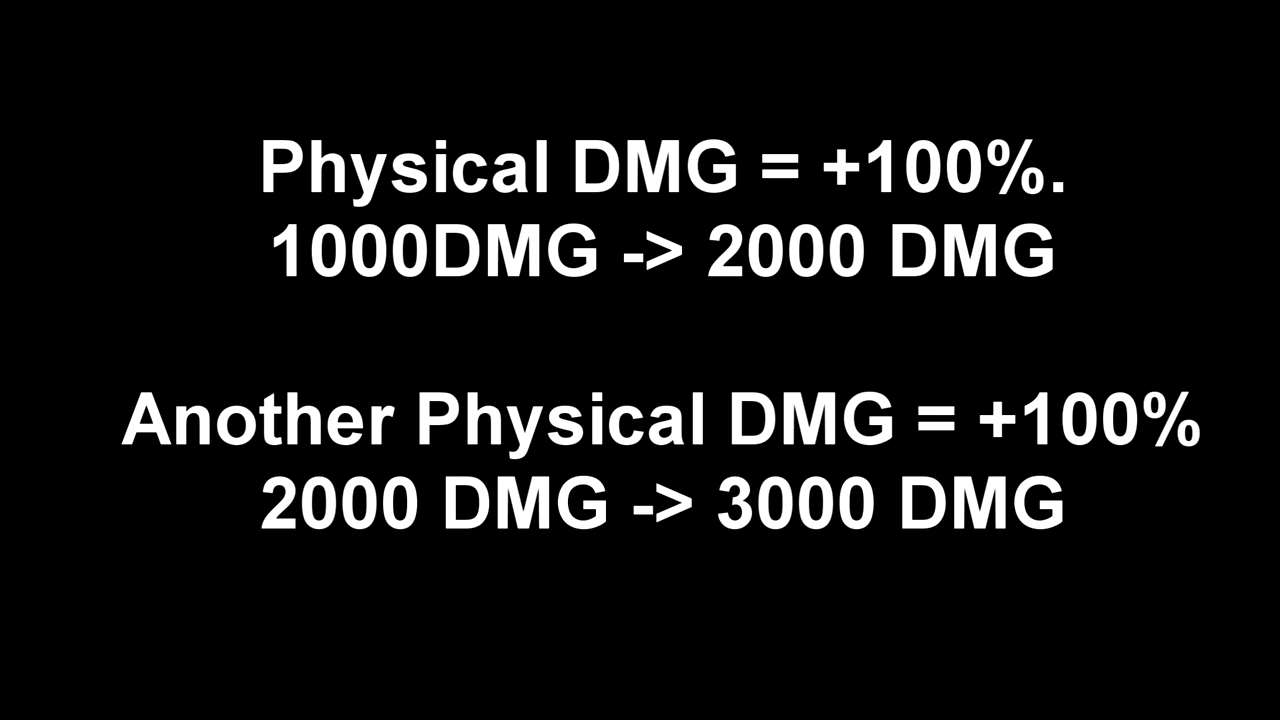 Physical DMG = +100%.
1000DMG -> 2000 DMG
Another Physical DMG = +100%
2000 DMG -> 3000 DMG